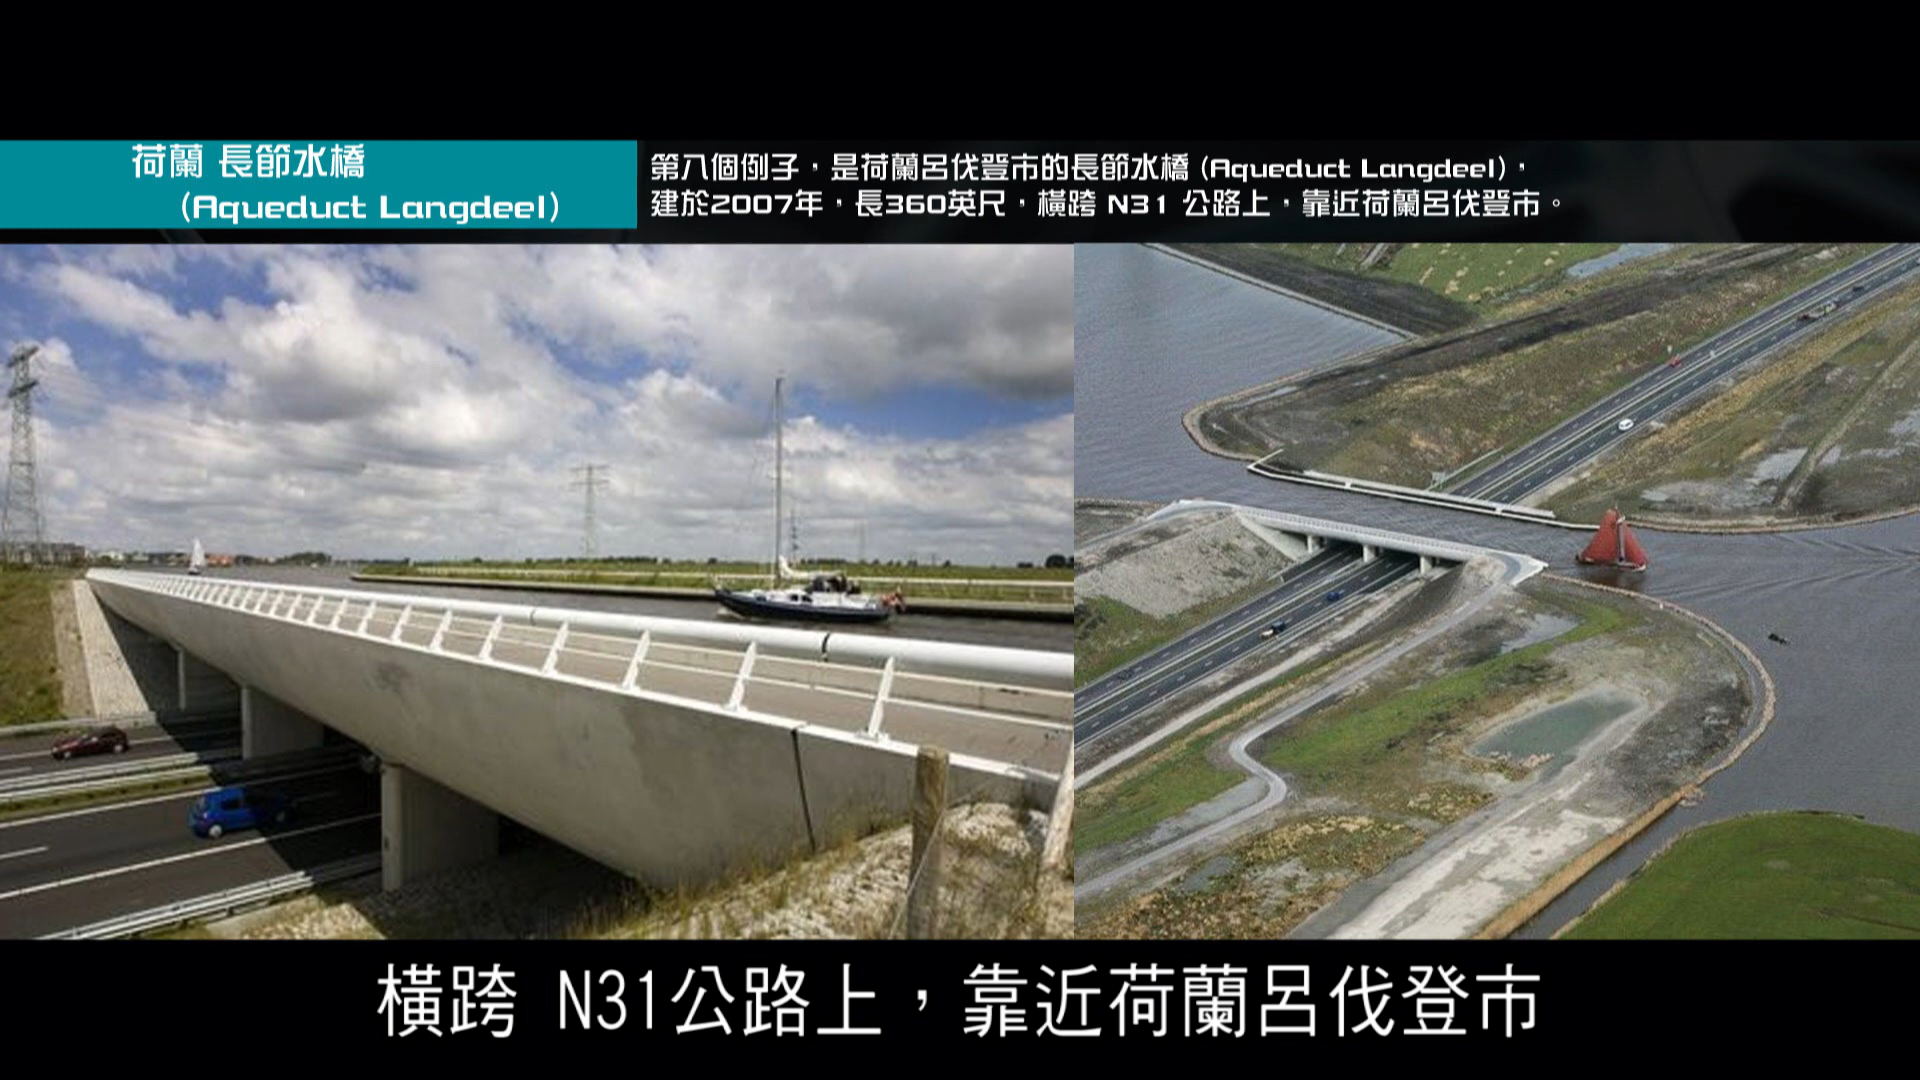 荷蘭 長節水橋
(Aqueduct Langdeel)
第八個例子，是荷蘭呂伐登市的長節水橋 (Aqueduct Langdeel)，
建於2007年，長360英尺，橫跨 N31 公路上，靠近荷蘭呂伐登市。
橫跨 N31公路上，靠近荷蘭呂伐登市